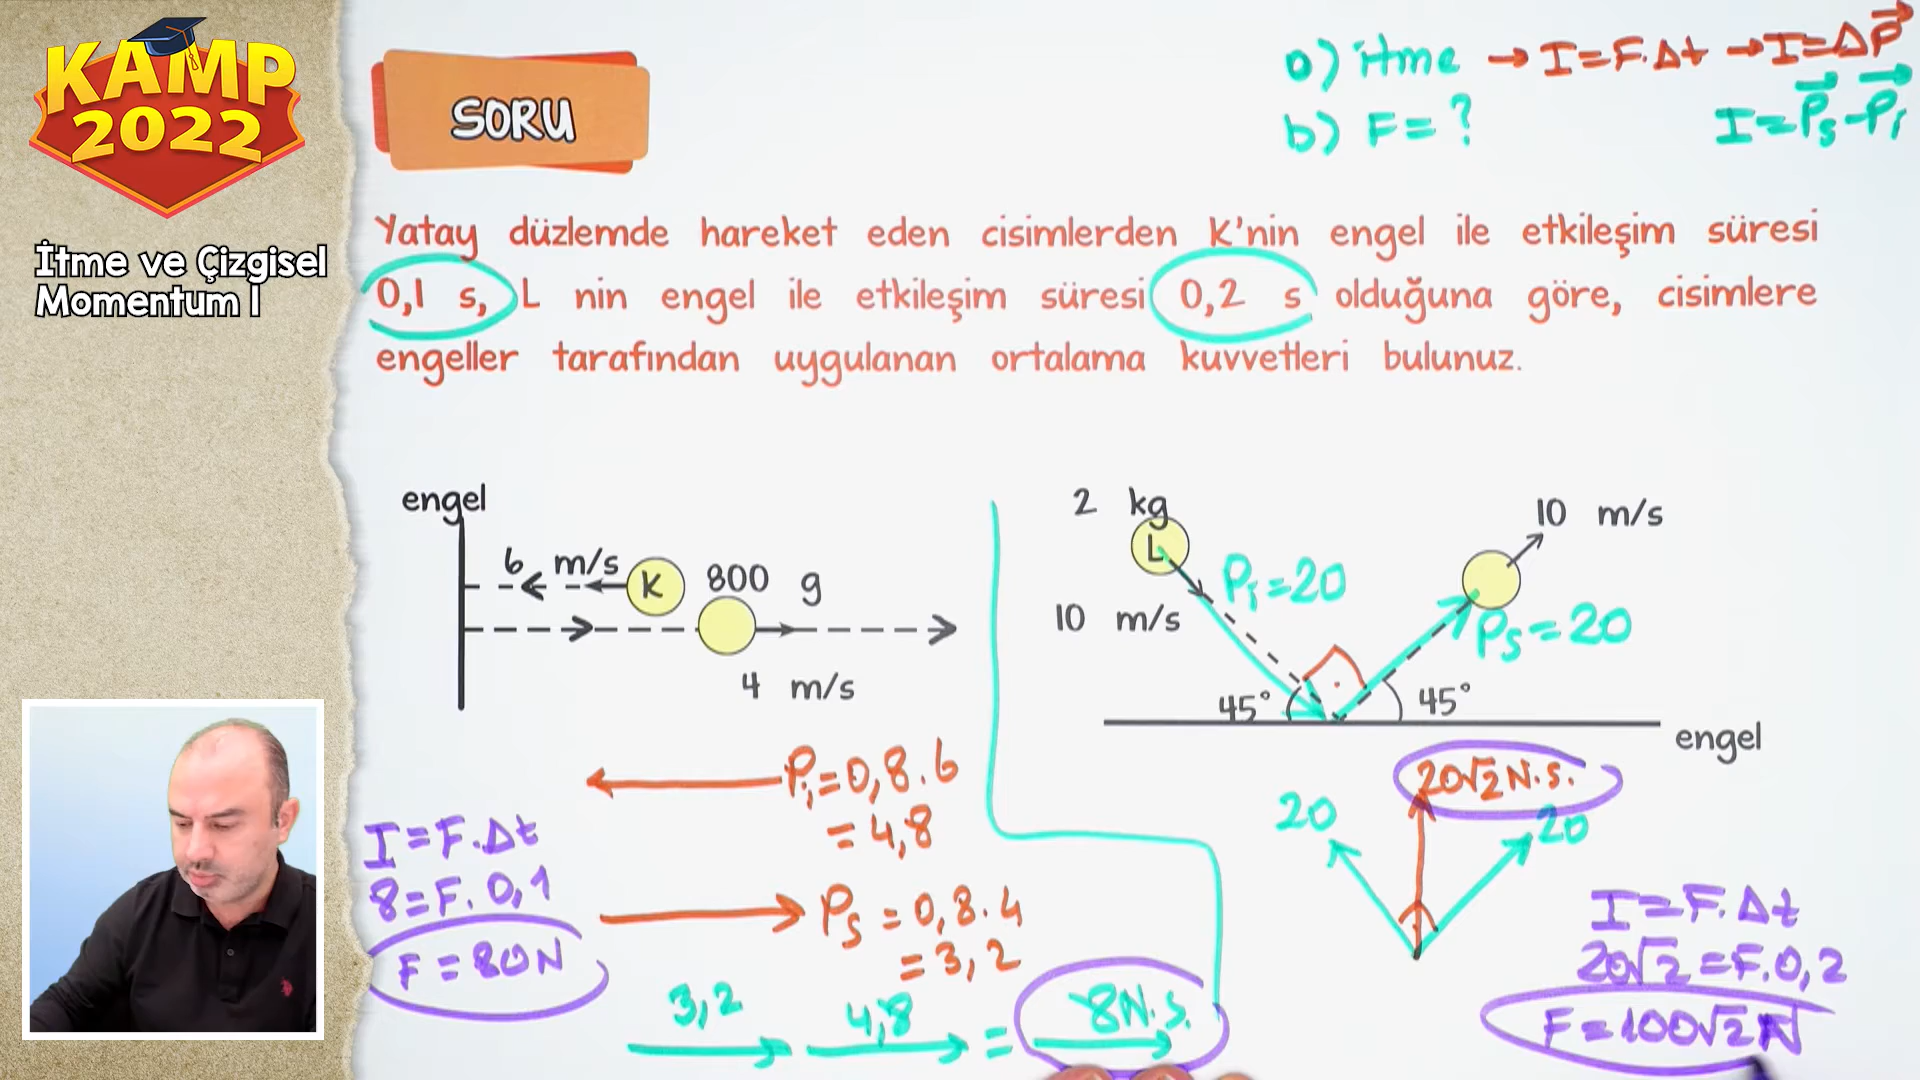 KAMP
2022
İtme ve Çizgisel
Momentum I
SORU
a) itme → I=F.Δt → I=ΔP
b) F=?
I=Ps-Pi
Yatay düzlemde hareket eden cisimlerden K'nin engel ile etkileşim süresi
0,1 s, L nin engel ile etkileşim süresi 0,2 s olduğuna göre, cisimlere
engeller tarafından uygulanan ortalama kuvvetleri bulunuz.
engel
6 m/s
K
800 g
4 m/s
Pi=0,8.6
=4,8
I=F.Δt
8=F.0,1
F=80N
Ps=0,8.4
=3,2
3,2
4,8
=
8N.s.
2 kg
L
10 m/s
Pi=20
10 m/s
Ps=20
45°
45°
engel
20√2N.s.
20
20
I=F.Δt
20√2=F.0,2
F=100√2N